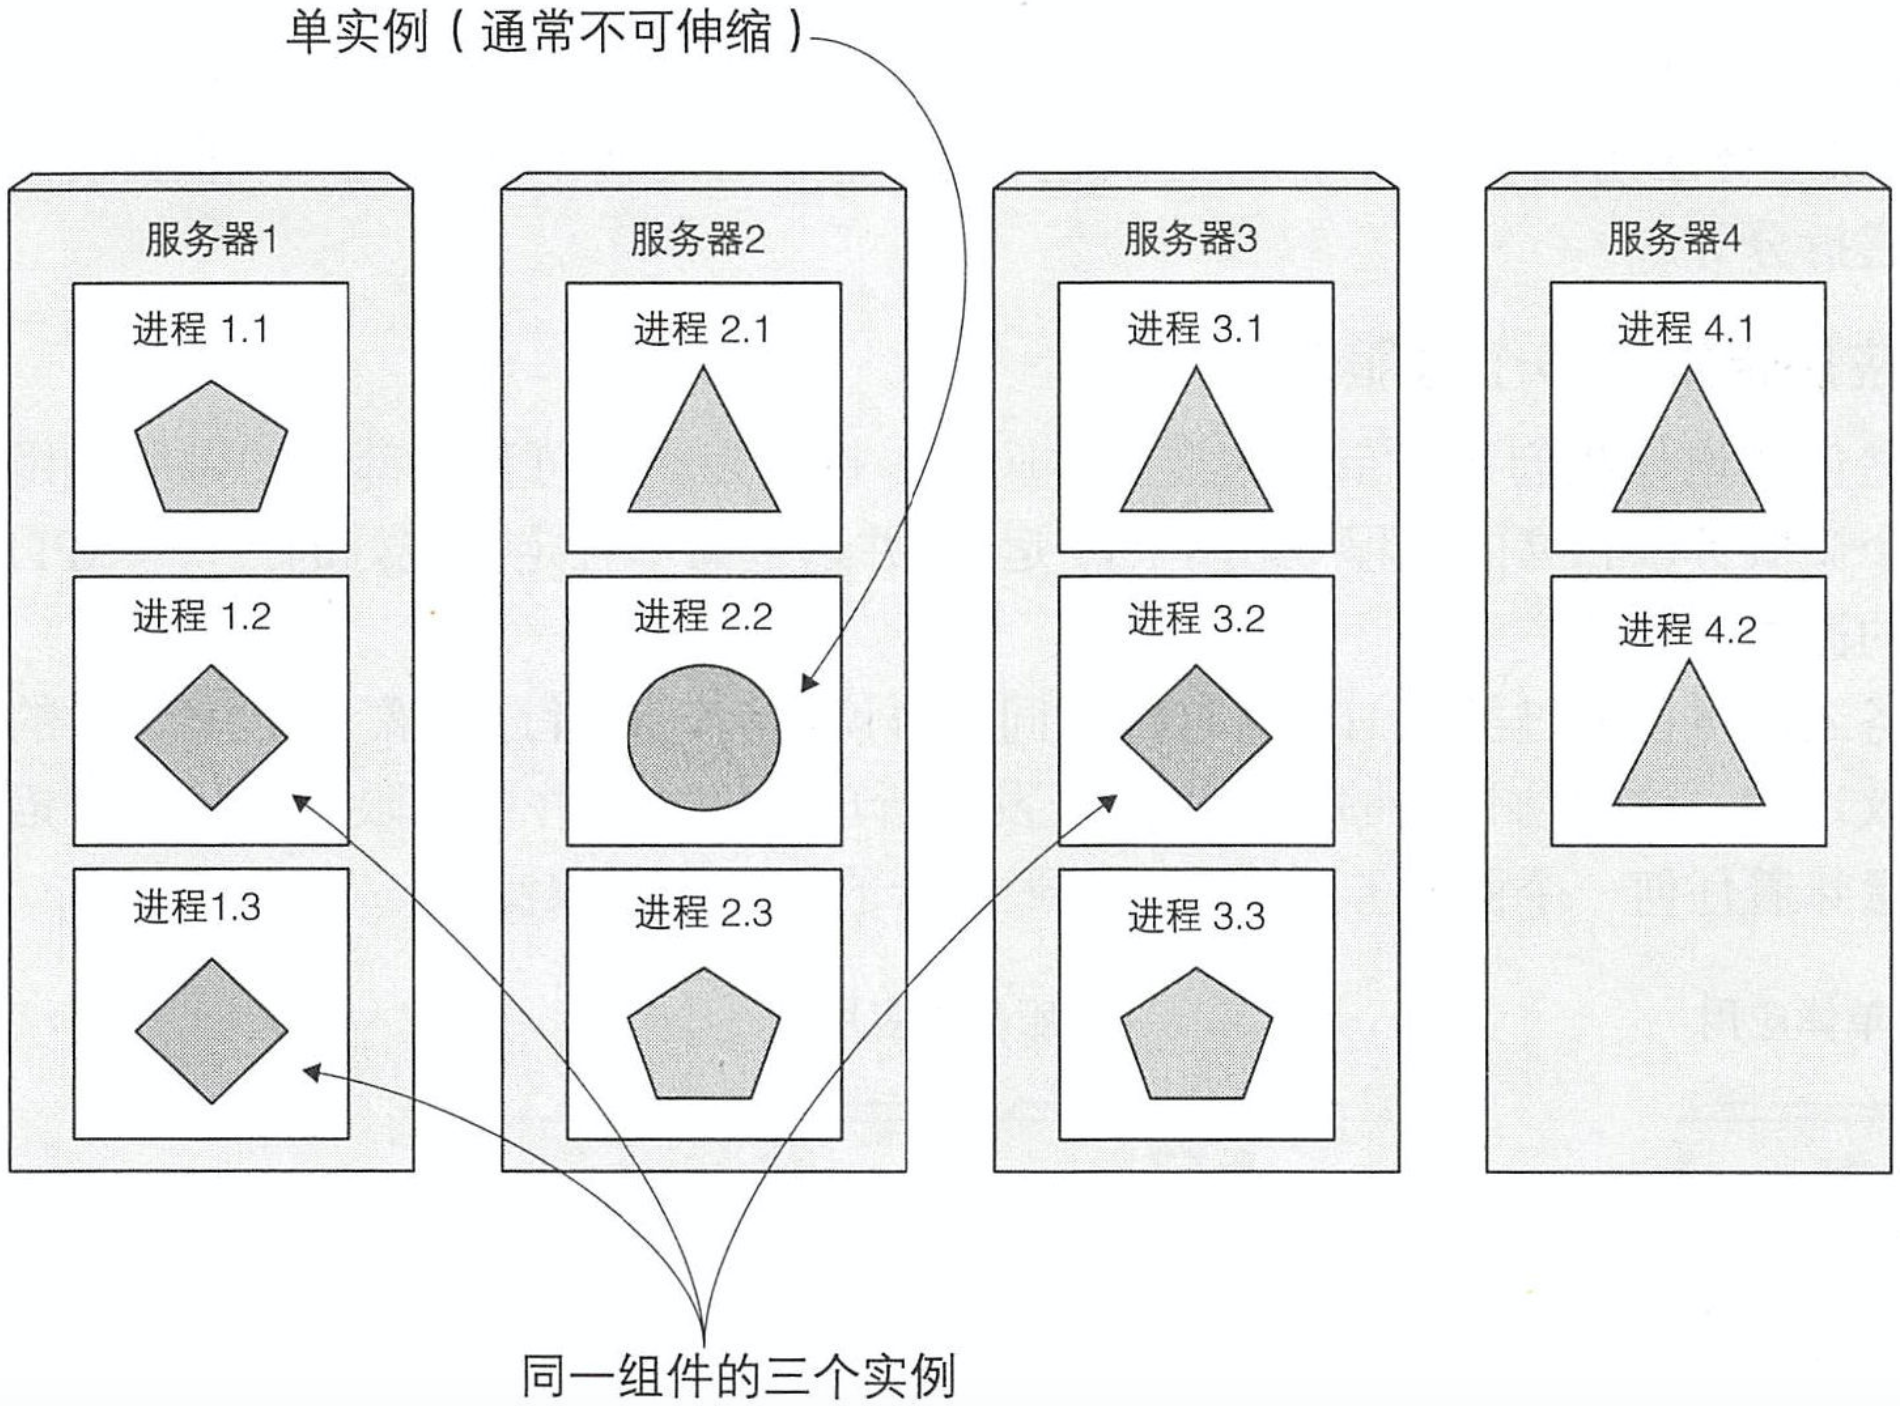 单实例（通常不可伸缩）
服务器1
服务器2
服务器3
服务器4
进程 1.1
进程 2.1
进程 3.1
进程 4.1
进程 1.2
进程 2.2
进程 3.2
进程 4.2
进程1.3
进程 2.3
进程 3.3
同一组件的三个实例